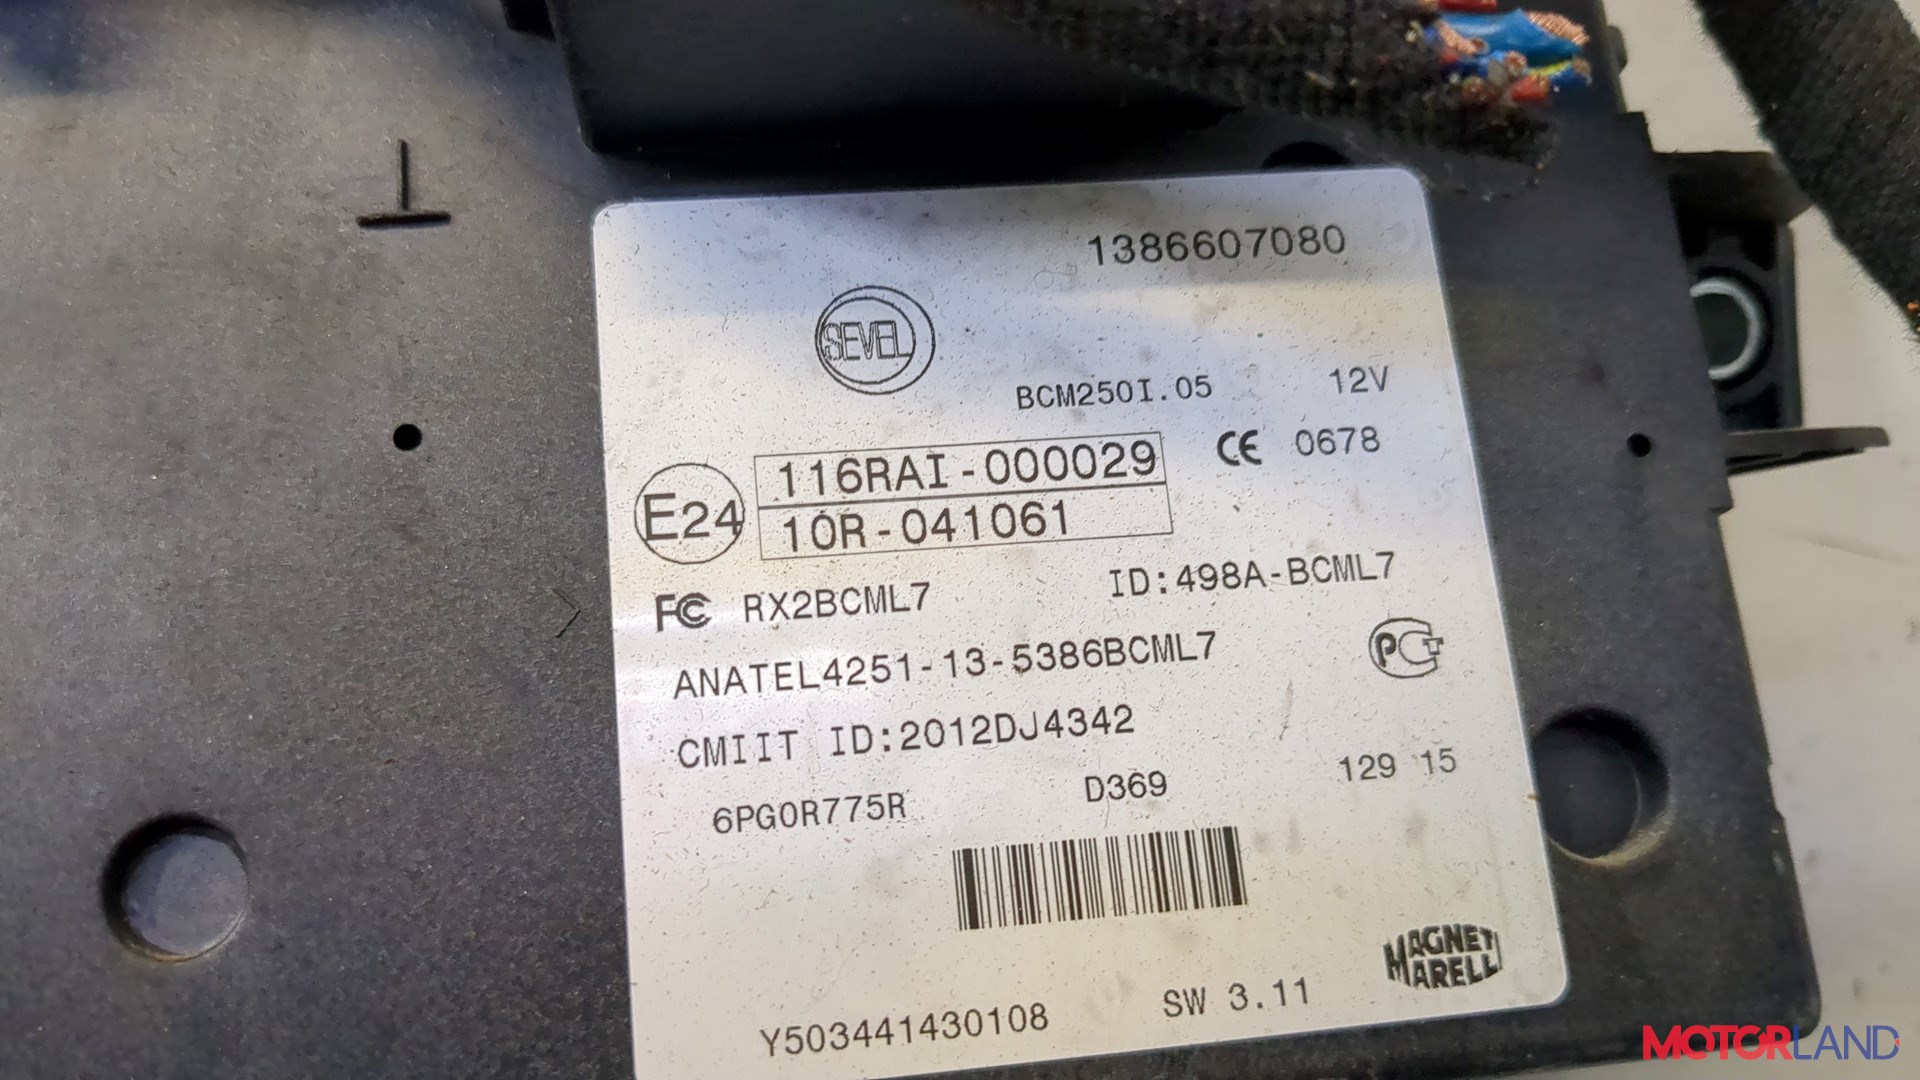 1386607080
SEVEL
BCM250I.05 12V
116RAI-000029 CE 0678
E24
10R-041061
FC RX2BCML7 ID:498A-BCML7
ANATEL4251-13-5386BCML7 PCT
CMIIT ID:2012DJ4342
6PG0R775R D369 129 15
MAGNETI
MARELLI
Y503441430108 SW 3.11
MOTORLAND